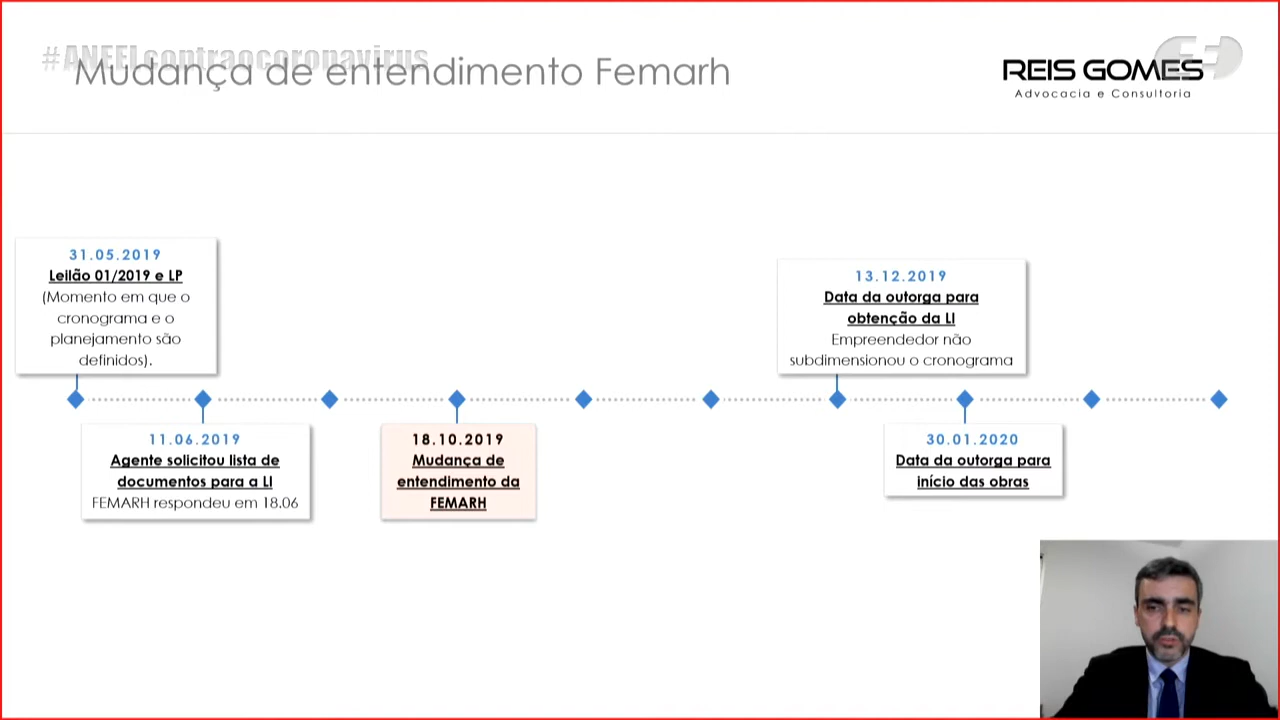 #ANEELcontraocoronavirus
Mudança de entendimento Femarh
REIS GOMES
Advocacia e Consultoria
31.05.2019
Leilão 01/2019 e LP
(Momento em que o
cronograma e o
planejamento são
definidos).
13.12.2019
Data da outorga para
obtenção da LI
Empreendedor não
subdimensionou o cronograma
11.06.2019
Agente solicitou lista de
documentos para a LI
FEMARH respondeu em 18.06
18.10.2019
Mudança de
entendimento da
FEMARH
30.01.2020
Data da outorga para
início das obras